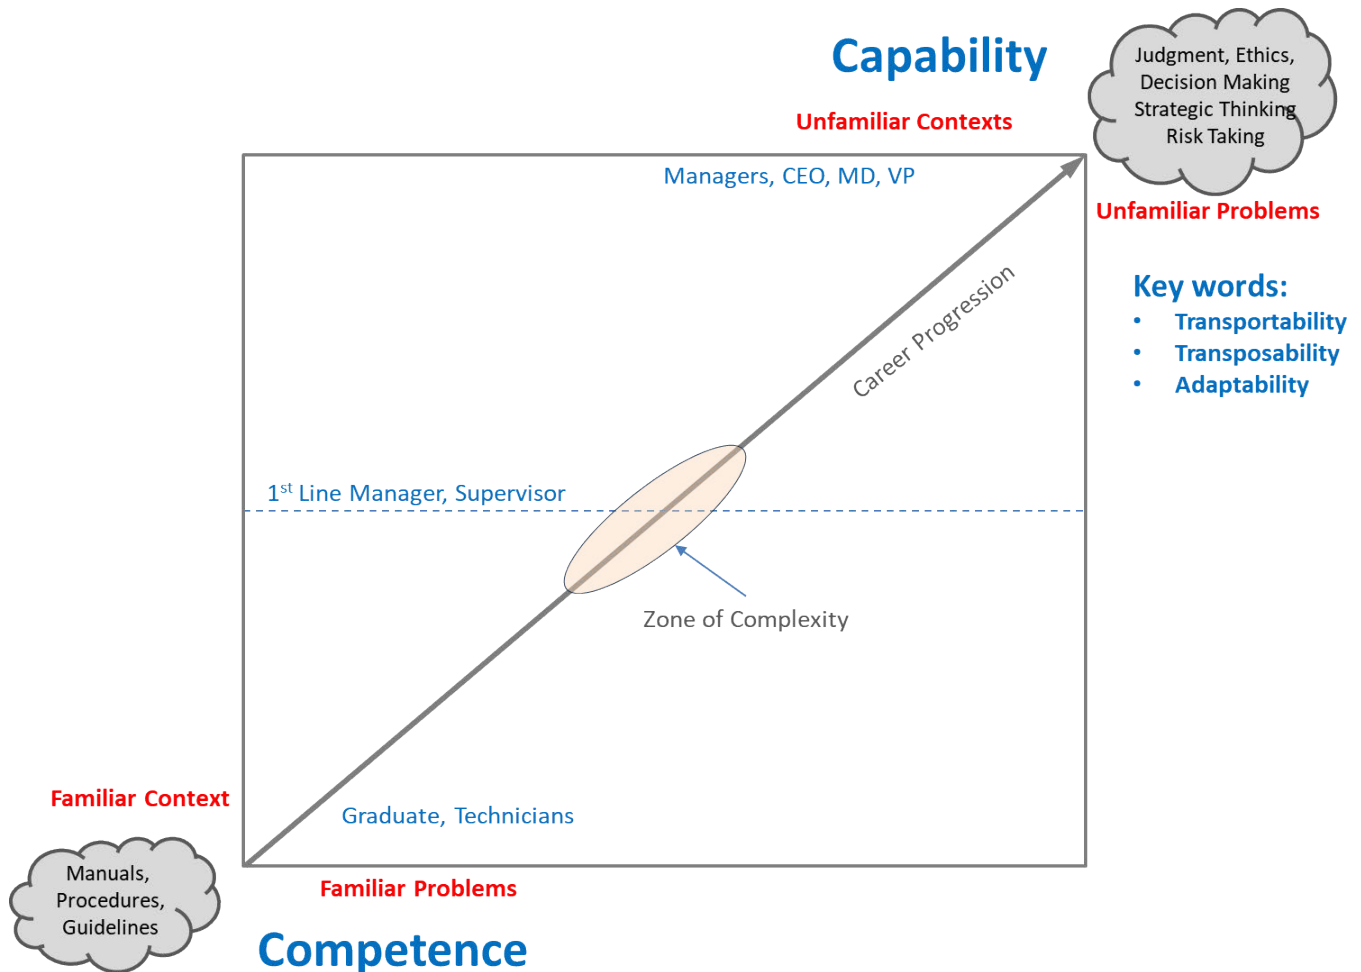 Capability
Judgment, Ethics,
Decision Making
Strategic Thinking
Risk Taking
Unfamiliar Contexts
Managers, CEO, MD, VP
Unfamiliar Problems
Key words:
• Transportability
• Transposability
• Adaptability
Career Progression
1st Line Manager, Supervisor
Zone of Complexity
Familiar Context
Graduate, Technicians
Manuals,
Procedures,
Guidelines
Familiar Problems
Competence